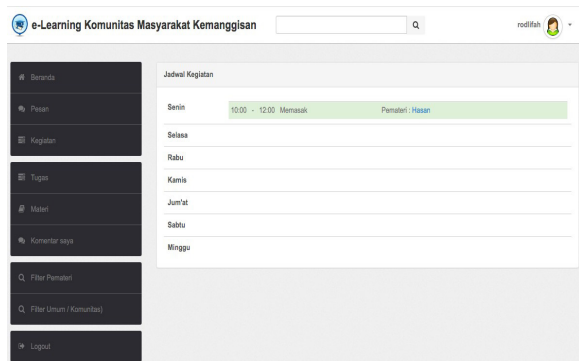 e-Learning Komunitas Masyarakat Kemanggisan
rodlifah
Beranda
Pesan
Kegiatan
Tugas
Materi
Komentar saya
Filter Pemateri
Filter Umum / Komunitas)
Logout
Jadwal Kegiatan
Senin 10:00 - 12:00 Memasak Pemateri : Hasan
Selasa
Rabu
Kamis
Jum'at
Sabtu
Minggu